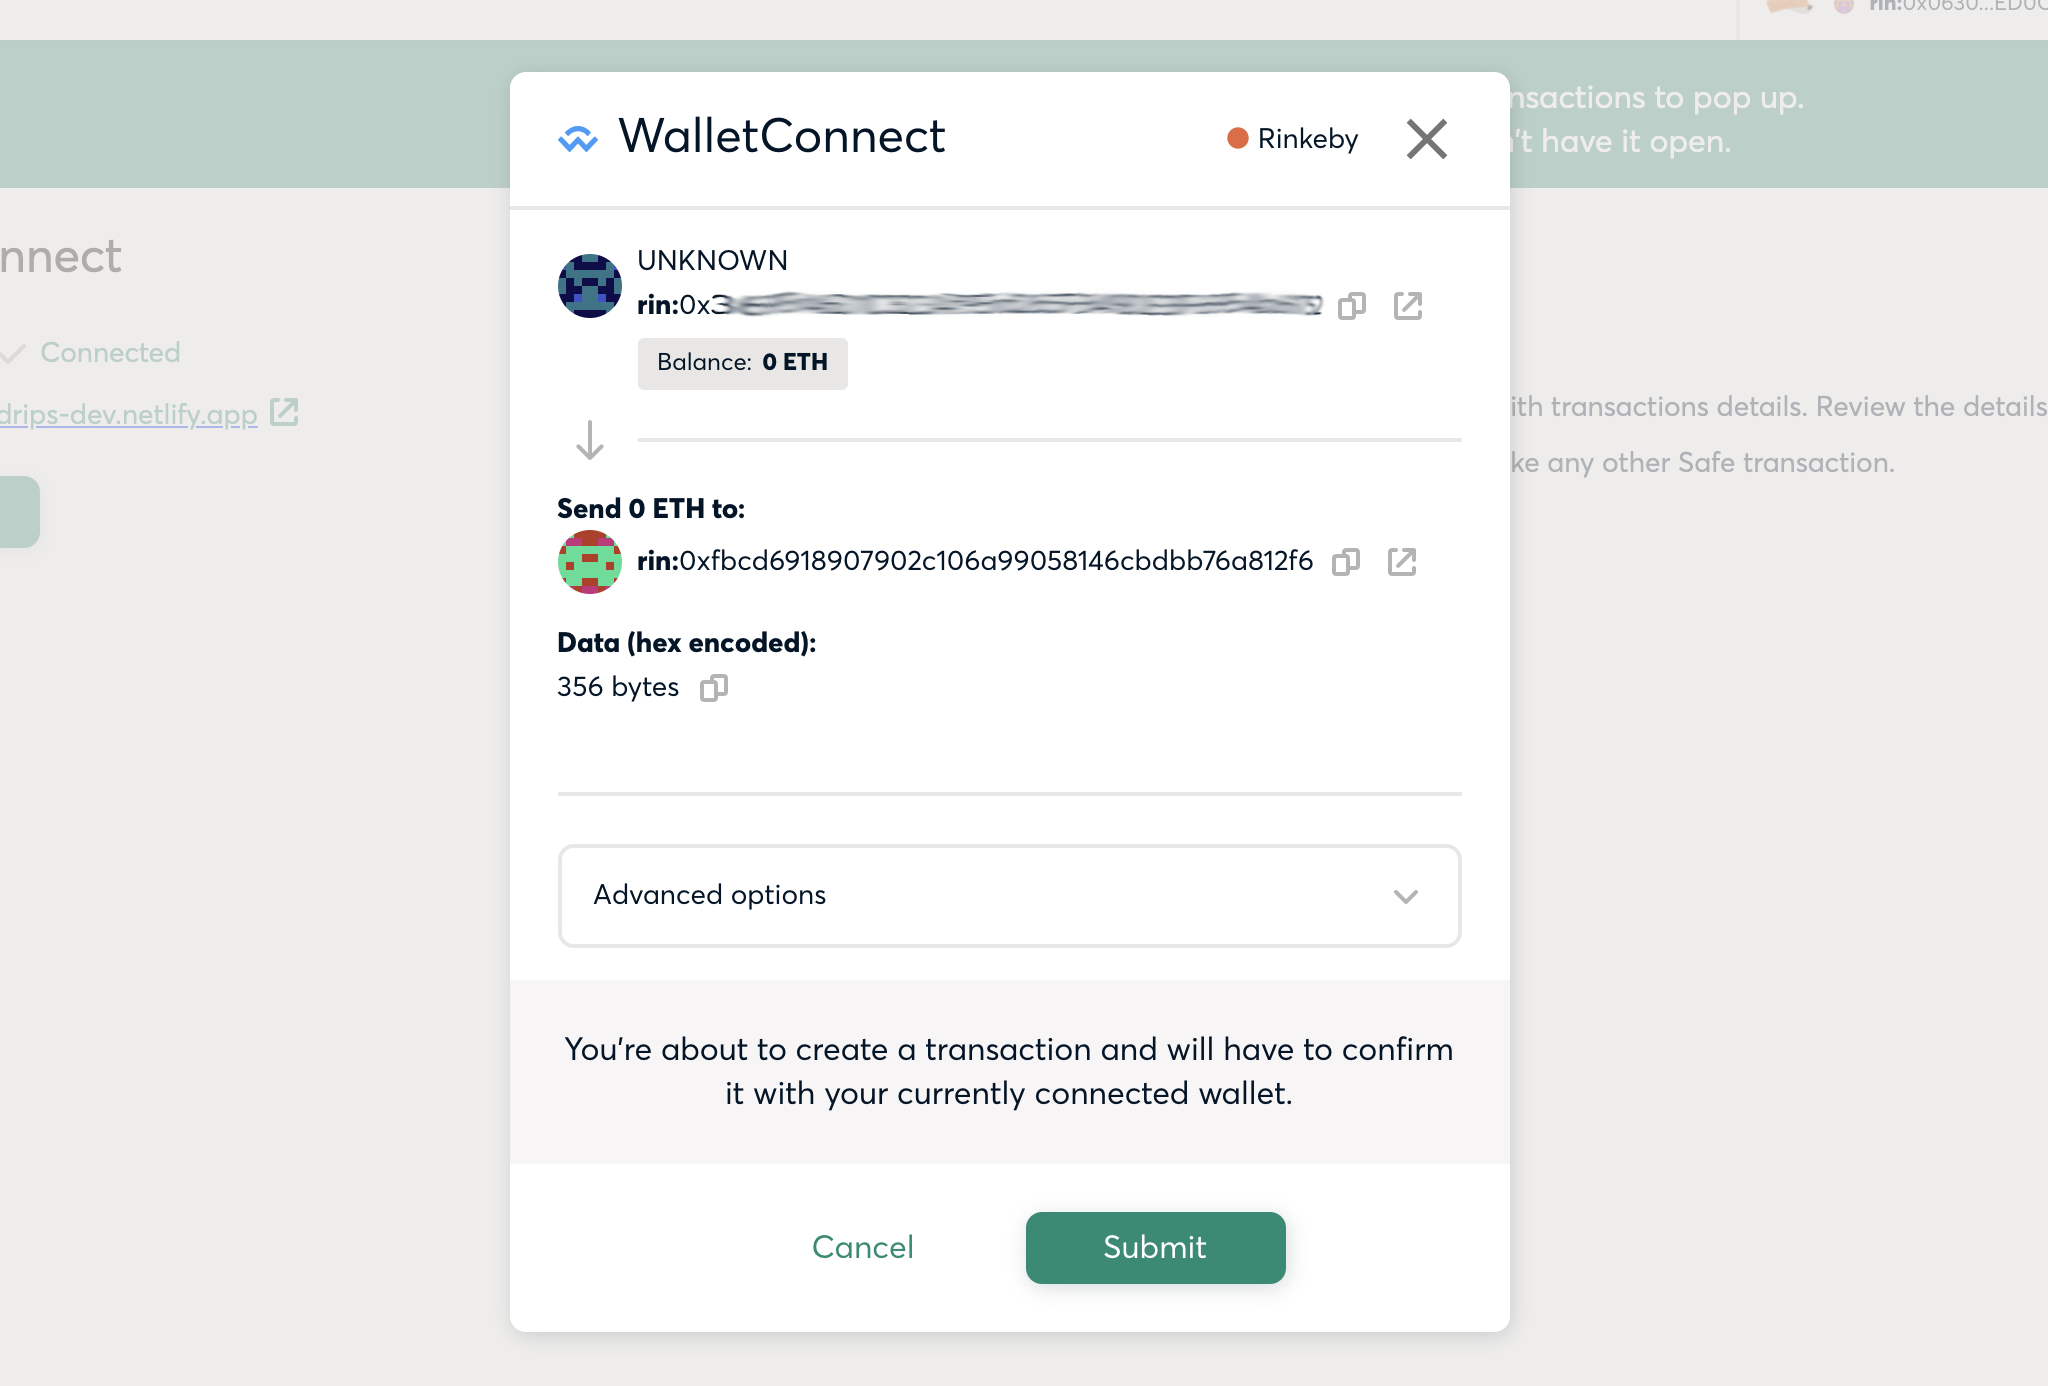 rin:0x0630...ED0C
nsactions to pop up.
n't have it open.
WalletConnect
Rinkeby
nnect
UNKNOWN
rin:0x3
Balance: 0 ETH
Connected
drips-dev.netlify.app
ith transactions details. Review the details
ke any other Safe transaction.
Send 0 ETH to:
rin:0xfbcd6918907902c106a99058146cbdbb76a812f6
Data (hex encoded):
356 bytes
Advanced options
You're about to create a transaction and will have to confirm
it with your currently connected wallet.
Cancel
Submit